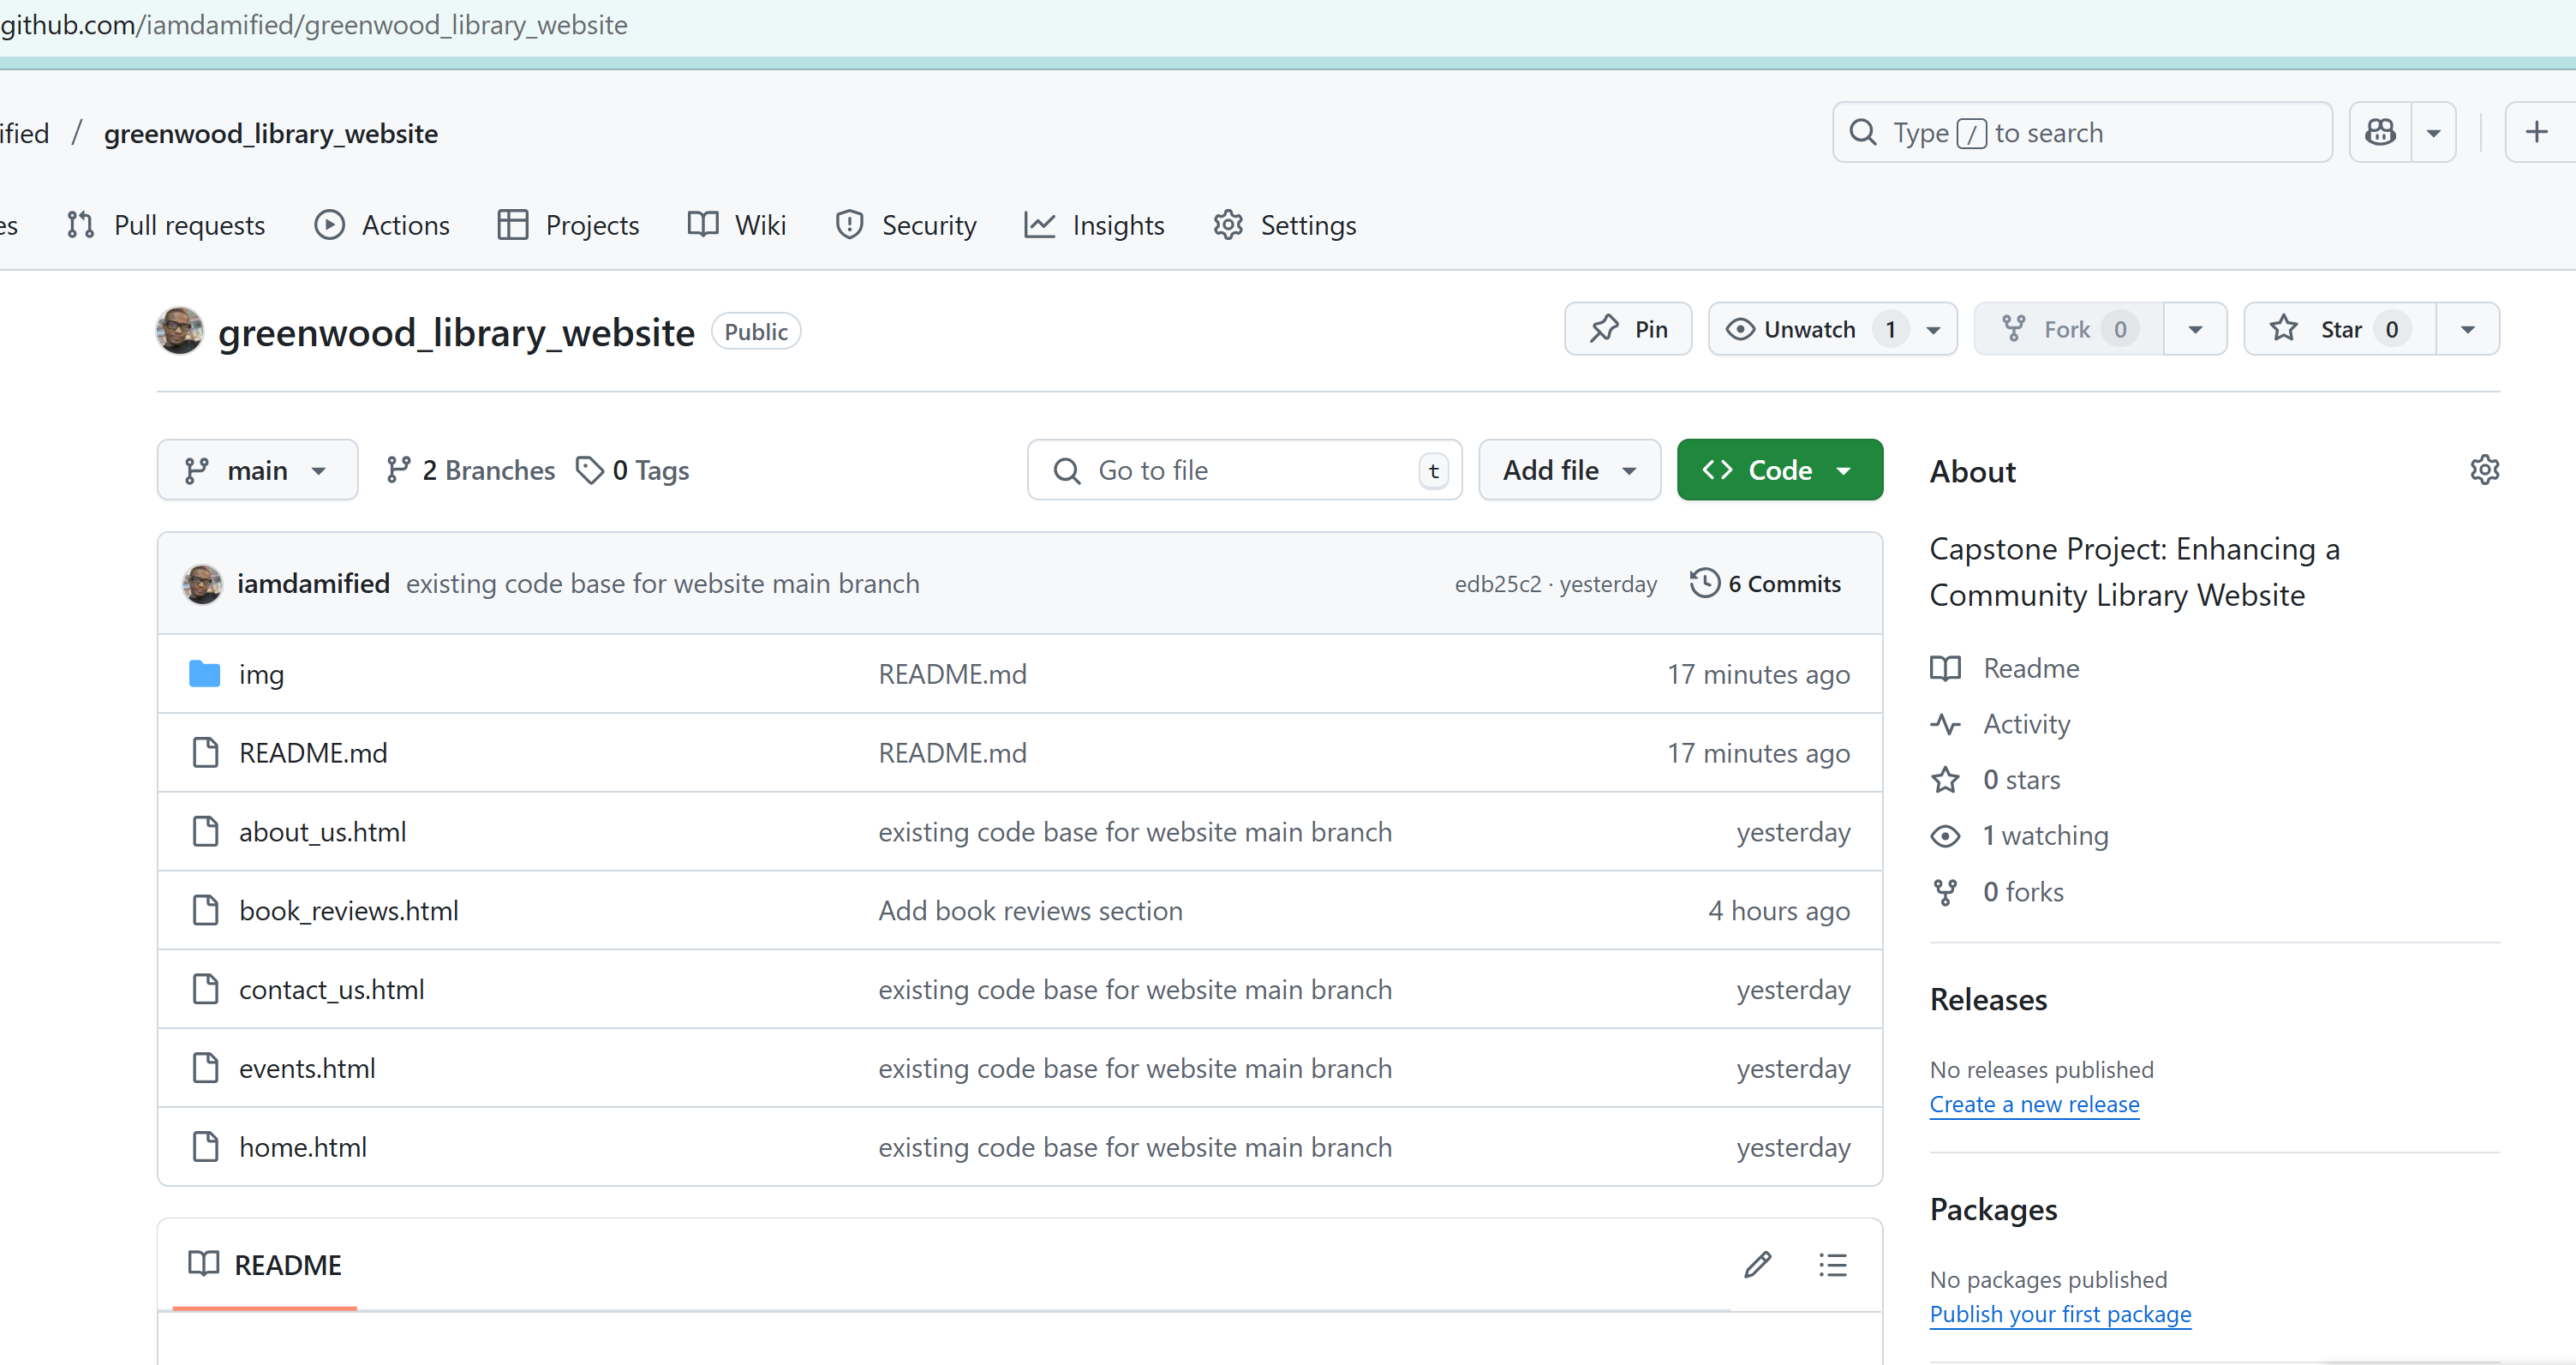 github.com/iamdamified/greenwood_library_website
ified / greenwood_library_website
Type / to search
es Pull requests Actions Projects Wiki Security Insights Settings
greenwood_library_website Public
Pin Unwatch 1 Fork 0 Star 0
main 2 Branches 0 Tags Go to file t Add file Code
iamdamified existing code base for website main branch edb25c2 · yesterday 6 Commits
img README.md 17 minutes ago
README.md README.md 17 minutes ago
about_us.html existing code base for website main branch yesterday
book_reviews.html Add book reviews section 4 hours ago
contact_us.html existing code base for website main branch yesterday
events.html existing code base for website main branch yesterday
home.html existing code base for website main branch yesterday
README
About
Capstone Project: Enhancing a
Community Library Website
Readme
Activity
0 stars
1 watching
0 forks
Releases
No releases published
Create a new release
Packages
No packages published
Publish your first package